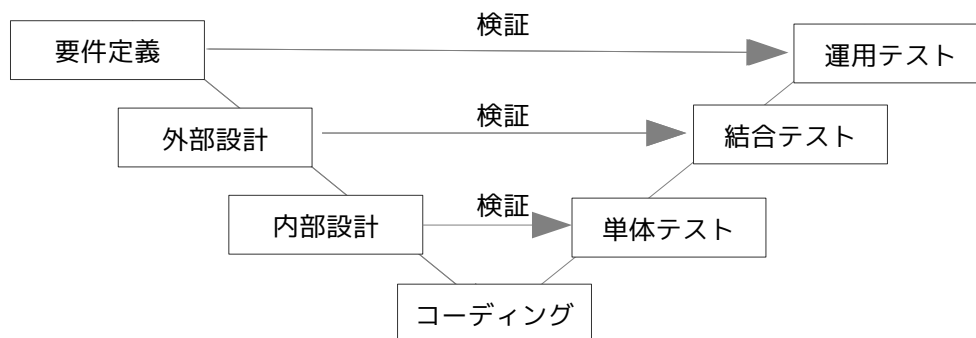 検証
要件定義
運用テスト
検証
外部設計
結合テスト
検証
内部設計
単体テスト
コーディング